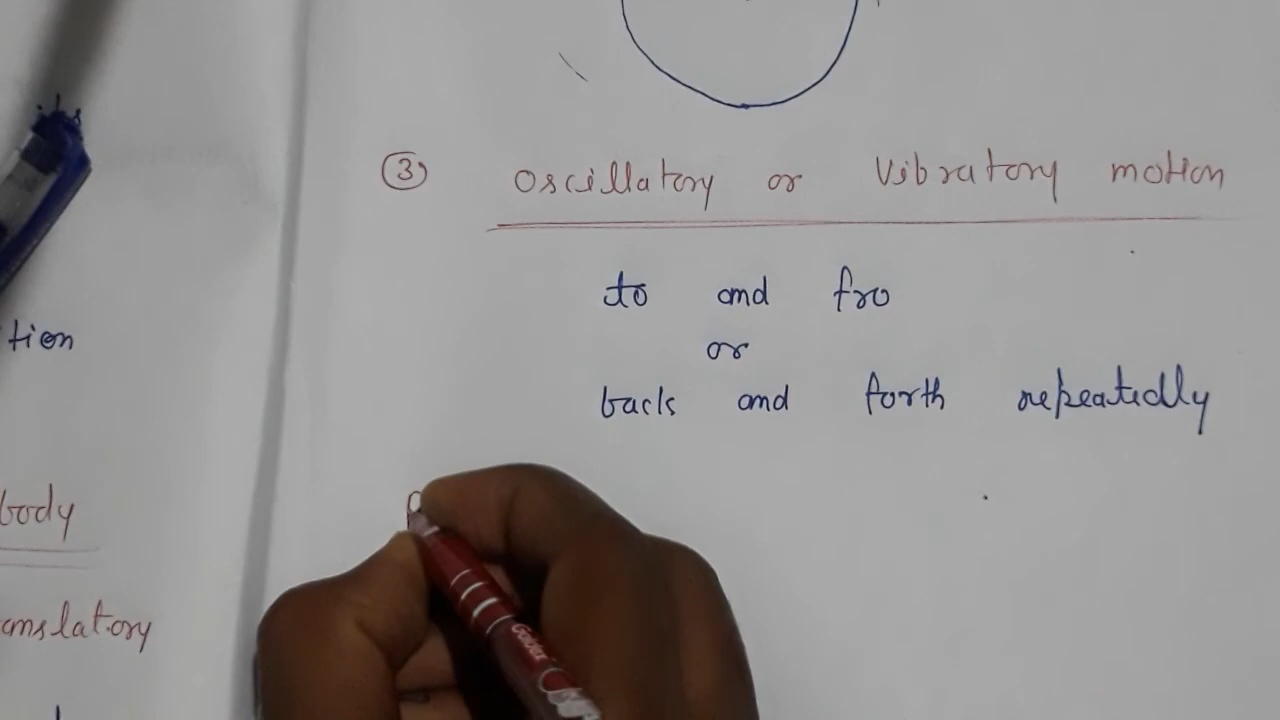 tion
body
anslatory
③ Oscillatory or Vibratory motion
to and fro
or
back and forth repeatedly